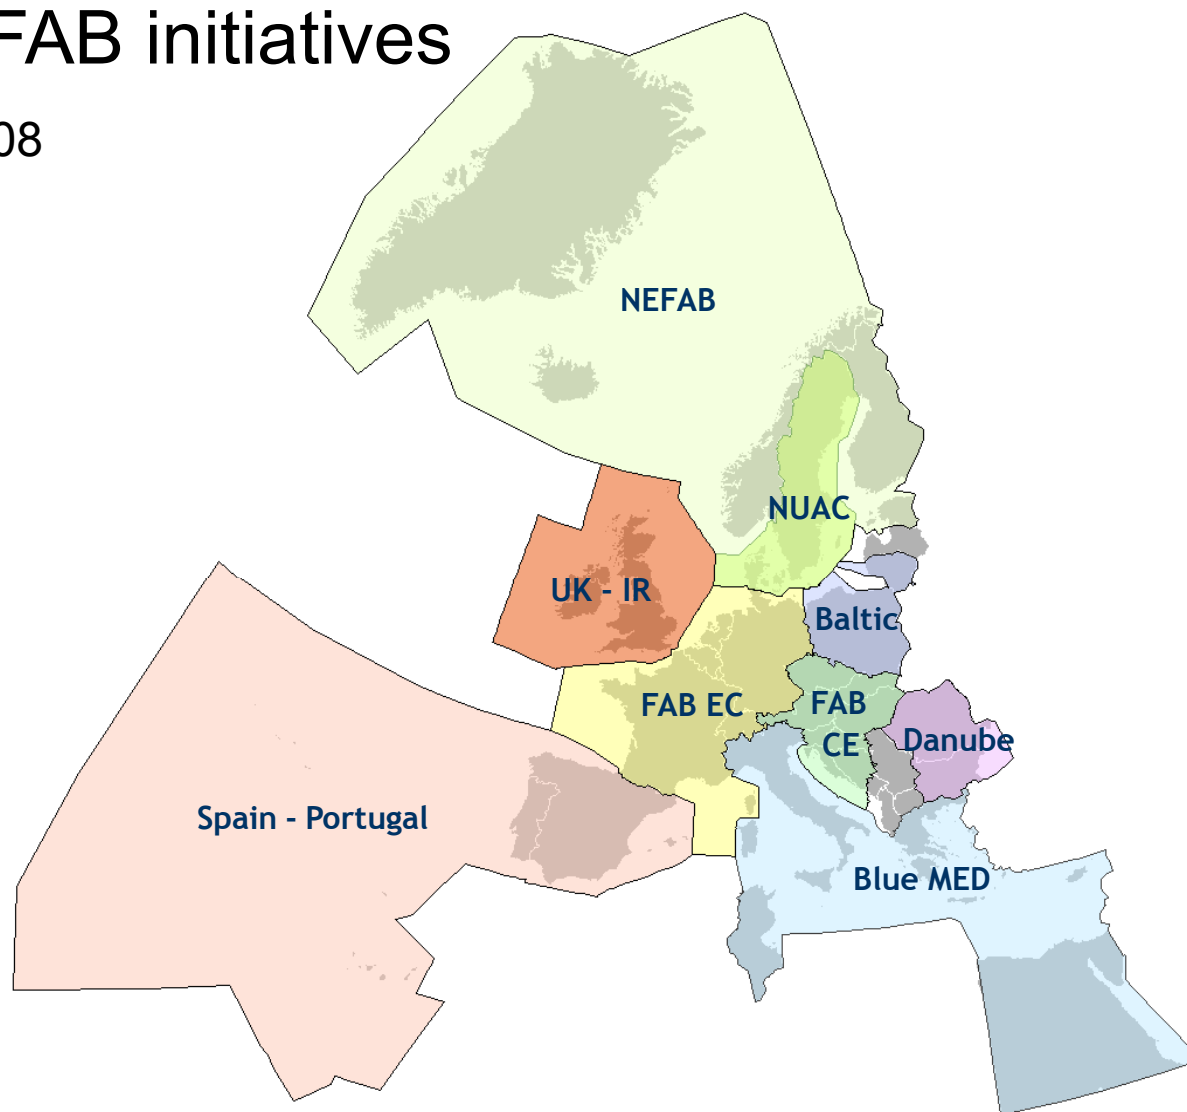 FAB initiatives
08
NEFAB
NUAC
UK - IR
Baltic
FAB EC
FAB
CE
Danube
Spain - Portugal
Blue MED